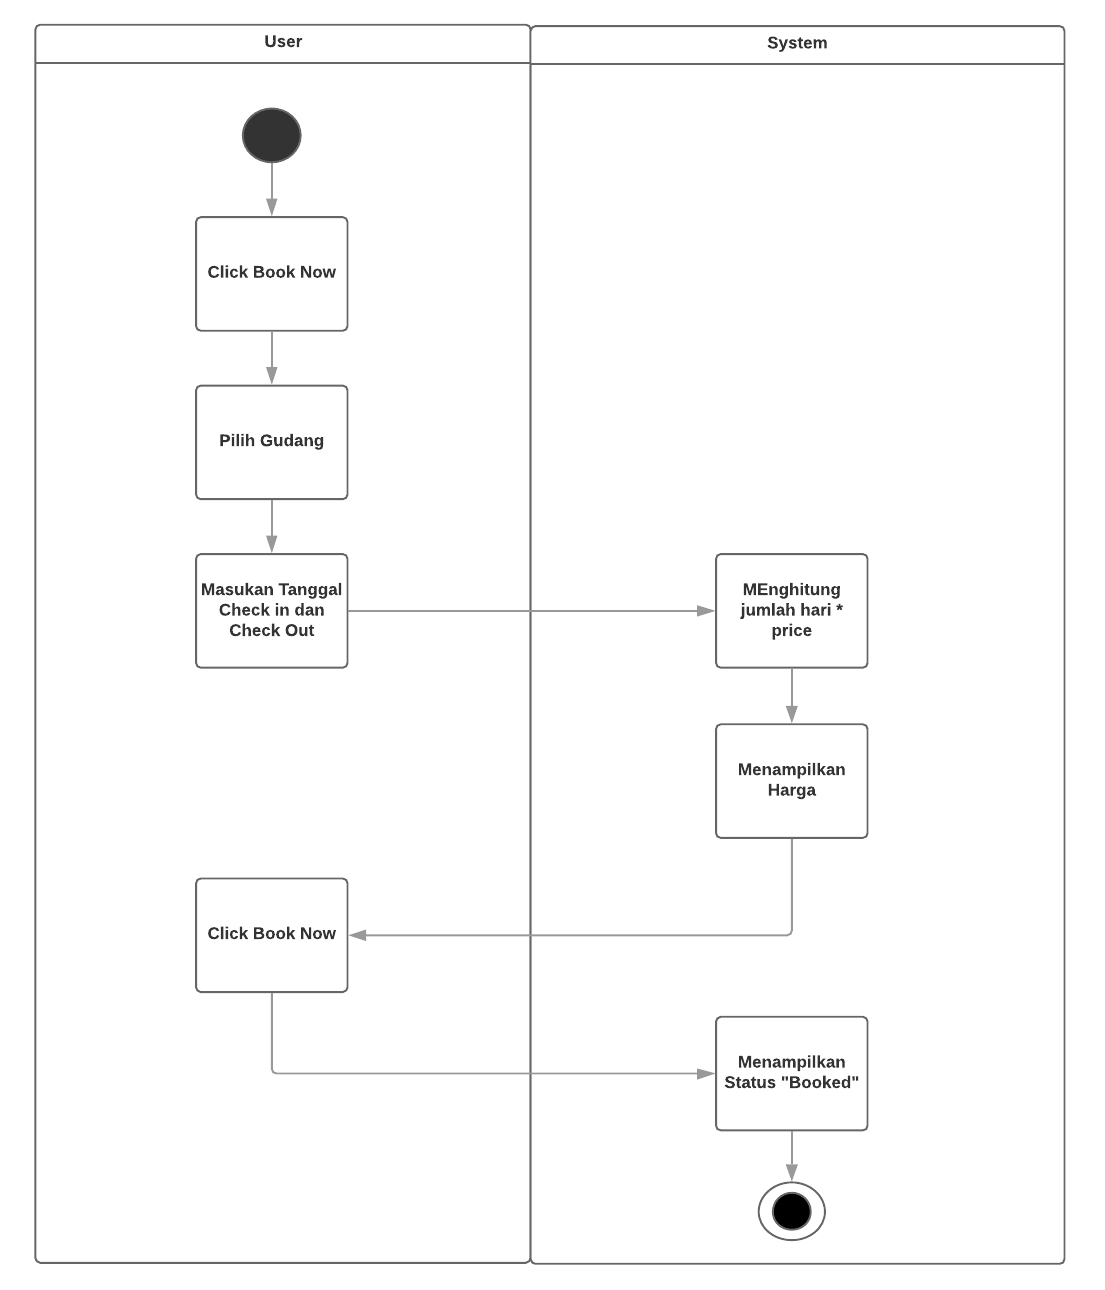 User
System
Click Book Now
Pilih Gudang
Masukan Tanggal
Check in dan
Check Out
MEnghitung
jumlah hari *
price
Menampilkan
Harga
Click Book Now
Menampilkan
Status "Booked"